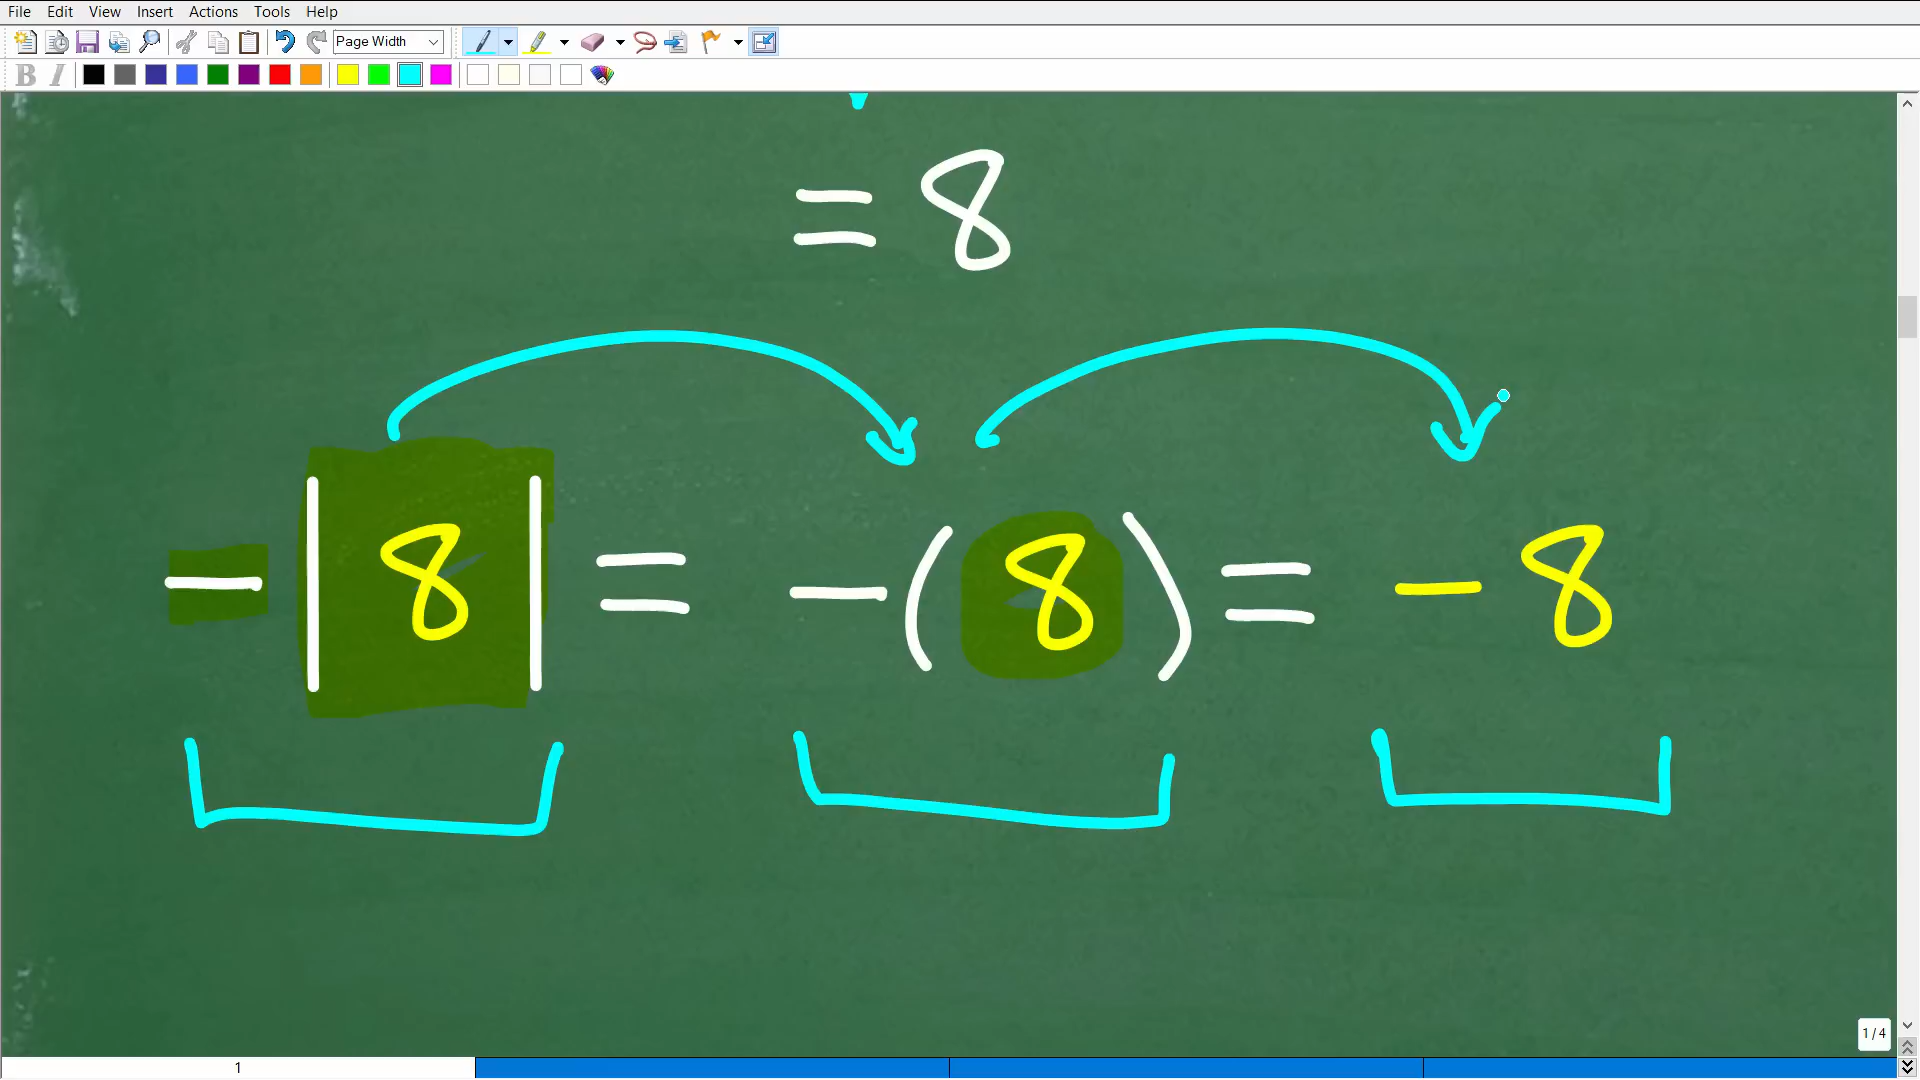 File Edit View Insert Actions Tools Help
Page Width
B I
= 8
-|8| = -(8) = -8
1 / 4
1